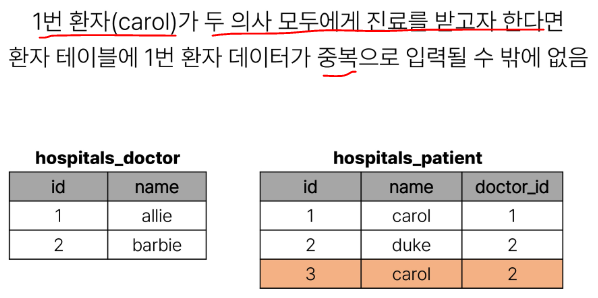 1번 환자(carol)가 두 의사 모두에게 진료를 받고자 한다면
환자 테이블에 1번 환자 데이터가 중복으로 입력될 수 밖에 없음
hospitals_doctor
id name
1 allie
2 barbie
hospitals_patient
id name doctor_id
1 carol 1
2 duke 2
3 carol 2